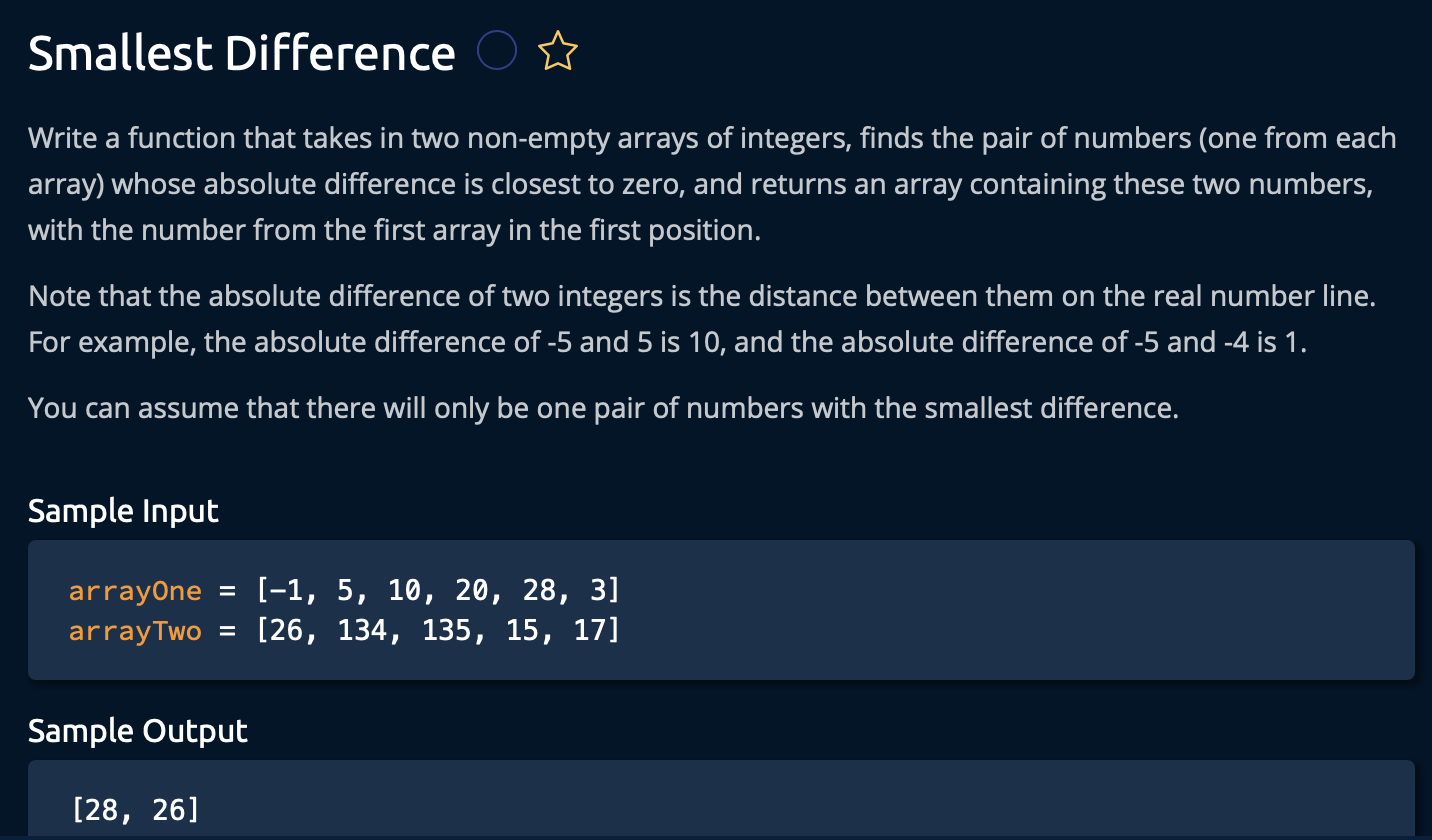 Smallest Difference
Write a function that takes in two non-empty arrays of integers, finds the pair of numbers (one from each
array) whose absolute difference is closest to zero, and returns an array containing these two numbers,
with the number from the first array in the first position.
Note that the absolute difference of two integers is the distance between them on the real number line.
For example, the absolute difference of -5 and 5 is 10, and the absolute difference of -5 and -4 is 1.
You can assume that there will only be one pair of numbers with the smallest difference.
Sample Input
arrayOne = [-1, 5, 10, 20, 28, 3]
arrayTwo = [26, 134, 135, 15, 17]
Sample Output
[28, 26]